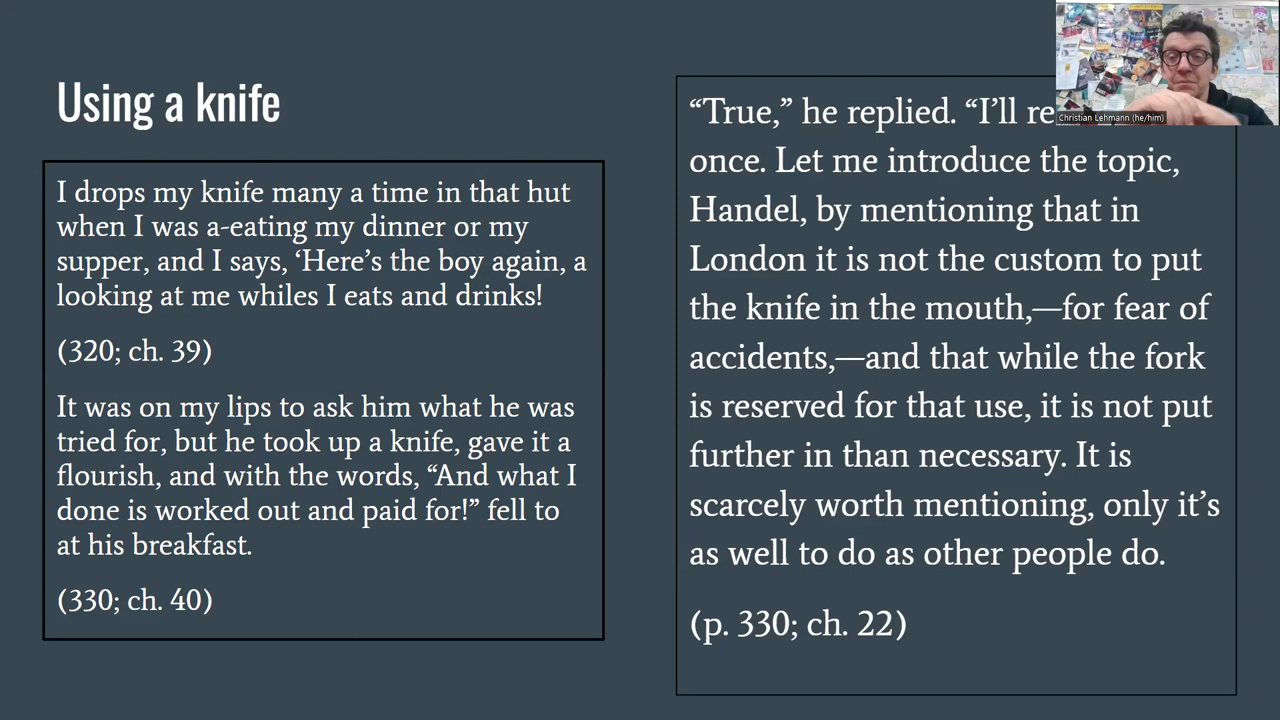 Using a knife
I drops my knife many a time in that hut
when I was a-eating my dinner or my
supper, and I says, ‘Here’s the boy again, a
looking at me whiles I eats and drinks!
(320; ch. 39)
It was on my lips to ask him what he was
tried for, but he took up a knife, gave it a
flourish, and with the words, “And what I
done is worked out and paid for!” fell to
at his breakfast.
(330; ch. 40)
“True,” he replied. “I’ll re
once. Let me introduce the topic,
Handel, by mentioning that in
London it is not the custom to put
the knife in the mouth,—for fear of
accidents,—and that while the fork
is reserved for that use, it is not put
further in than necessary. It is
scarcely worth mentioning, only it’s
as well to do as other people do.
(p. 330; ch. 22)
Christian Lehmann (he/him)